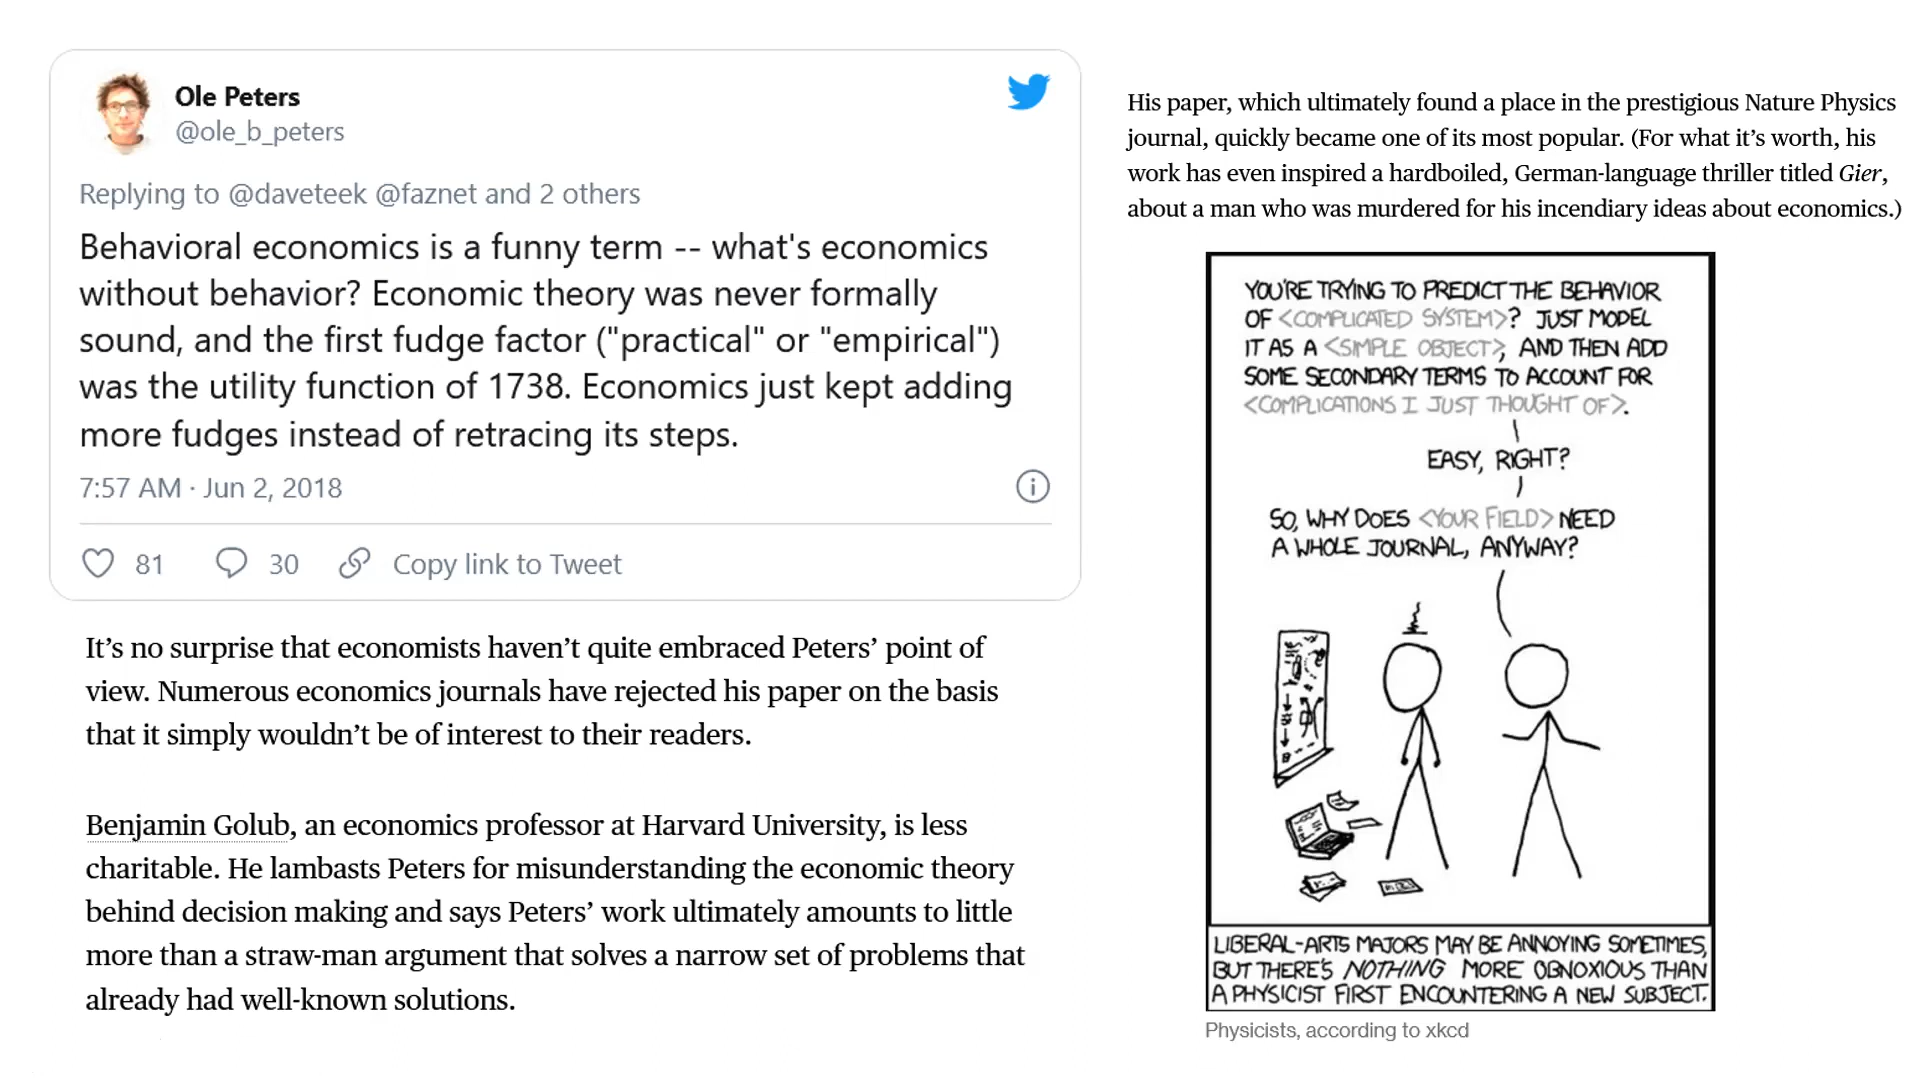 Ole Peters
@ole_b_peters
Replying to @daveteek @faznet and 2 others
Behavioral economics is a funny term -- what's economics
without behavior? Economic theory was never formally
sound, and the first fudge factor ("practical" or "empirical")
was the utility function of 1738. Economics just kept adding
more fudges instead of retracing its steps.
7:57 AM · Jun 2, 2018
81 30 Copy link to Tweet
It’s no surprise that economists haven’t quite embraced Peters’ point of
view. Numerous economics journals have rejected his paper on the basis
that it simply wouldn’t be of interest to their readers.
Benjamin Golub, an economics professor at Harvard University, is less
charitable. He lambasts Peters for misunderstanding the economic theory
behind decision making and says Peters’ work ultimately amounts to little
more than a straw-man argument that solves a narrow set of problems that
already had well-known solutions.
His paper, which ultimately found a place in the prestigious Nature Physics
journal, quickly became one of its most popular. (For what it’s worth, his
work has even inspired a hardboiled, German-language thriller titled Gier,
about a man who was murdered for his incendiary ideas about economics.)
YOU'RE TRYING TO PREDICT THE BEHAVIOR
OF <COMPLICATED SYSTEM>? JUST MODEL
IT AS A <SIMPLE OBJECT>, AND THEN ADD
SOME SECONDARY TERMS TO ACCOUNT FOR
<COMPLICATIONS I JUST THOUGHT OF>.
EASY, RIGHT?
SO, WHY DOES <YOUR FIELD> NEED
A WHOLE JOURNAL, ANYWAY?
LIBERAL-ARTS MAJORS MAY BE ANNOYING SOMETIMES,
BUT THERE'S NOTHING MORE OBNOXIOUS THAN
A PHYSICIST FIRST ENCOUNTERING A NEW SUBJECT.
Physicists, according to xkcd